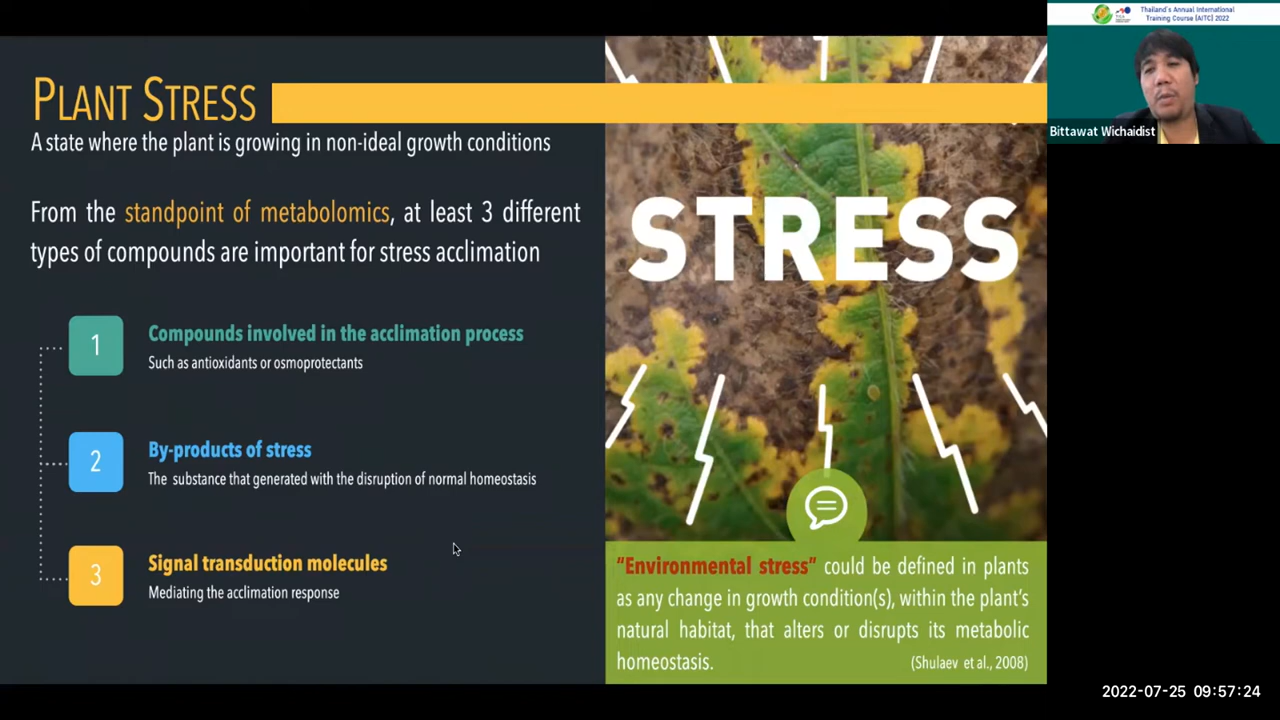 Thailand's Annual International
Training Course (AITC) 2022
TICA
Bittawat Wichaidist
PLANT STRESS
A state where the plant is growing in non-ideal growth conditions
From the standpoint of metabolomics, at least 3 different
types of compounds are important for stress acclimation
1
Compounds involved in the acclimation process
Such as antioxidants or osmoprotectants
2
By-products of stress
The substance that generated with the disruption of normal homeostasis
3
Signal transduction molecules
Mediating the acclimation response
STRESS
"Environmental stress" could be defined in plants
as any change in growth condition(s), within the plant's
natural habitat, that alters or disrupts its metabolic
homeostasis. (Shulaev et al., 2008)
2022-07-25 09:57:24